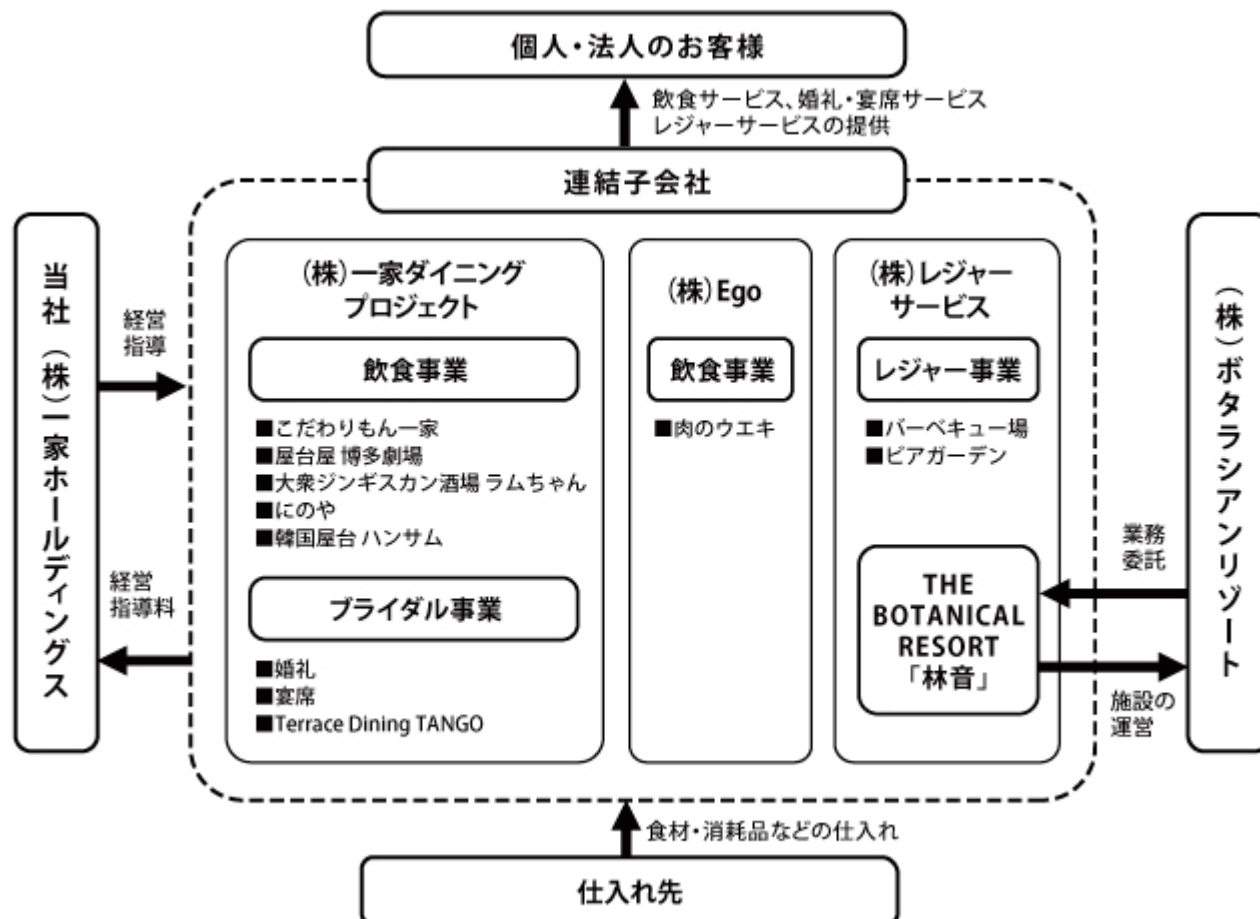 個人・法人のお客様
飲食サービス、婚礼・宴席サービス
レジャーサービスの提供
連結子会社
当社 (株)一家ホールディングス
経営
指導
経営
指導料
(株)一家ダイニング
プロジェクト
飲食事業
■こだわりもん一家
■屋台屋 博多劇場
■大衆ジンギスカン酒場 ラムちゃん
■にのや
■韓国屋台 ハンサム
ブライダル事業
■婚礼
■宴席
■Terrace Dining TANGO
(株)Ego
飲食事業
■肉のウエキ
(株)レジャー
サービス
レジャー事業
■バーベキュー場
■ビアガーデン
THE
BOTANICAL
RESORT
「林音」
業務
委託
施設の
運営
(株)ボタラシアンリゾート
食材・消耗品などの仕入れ
仕入れ先